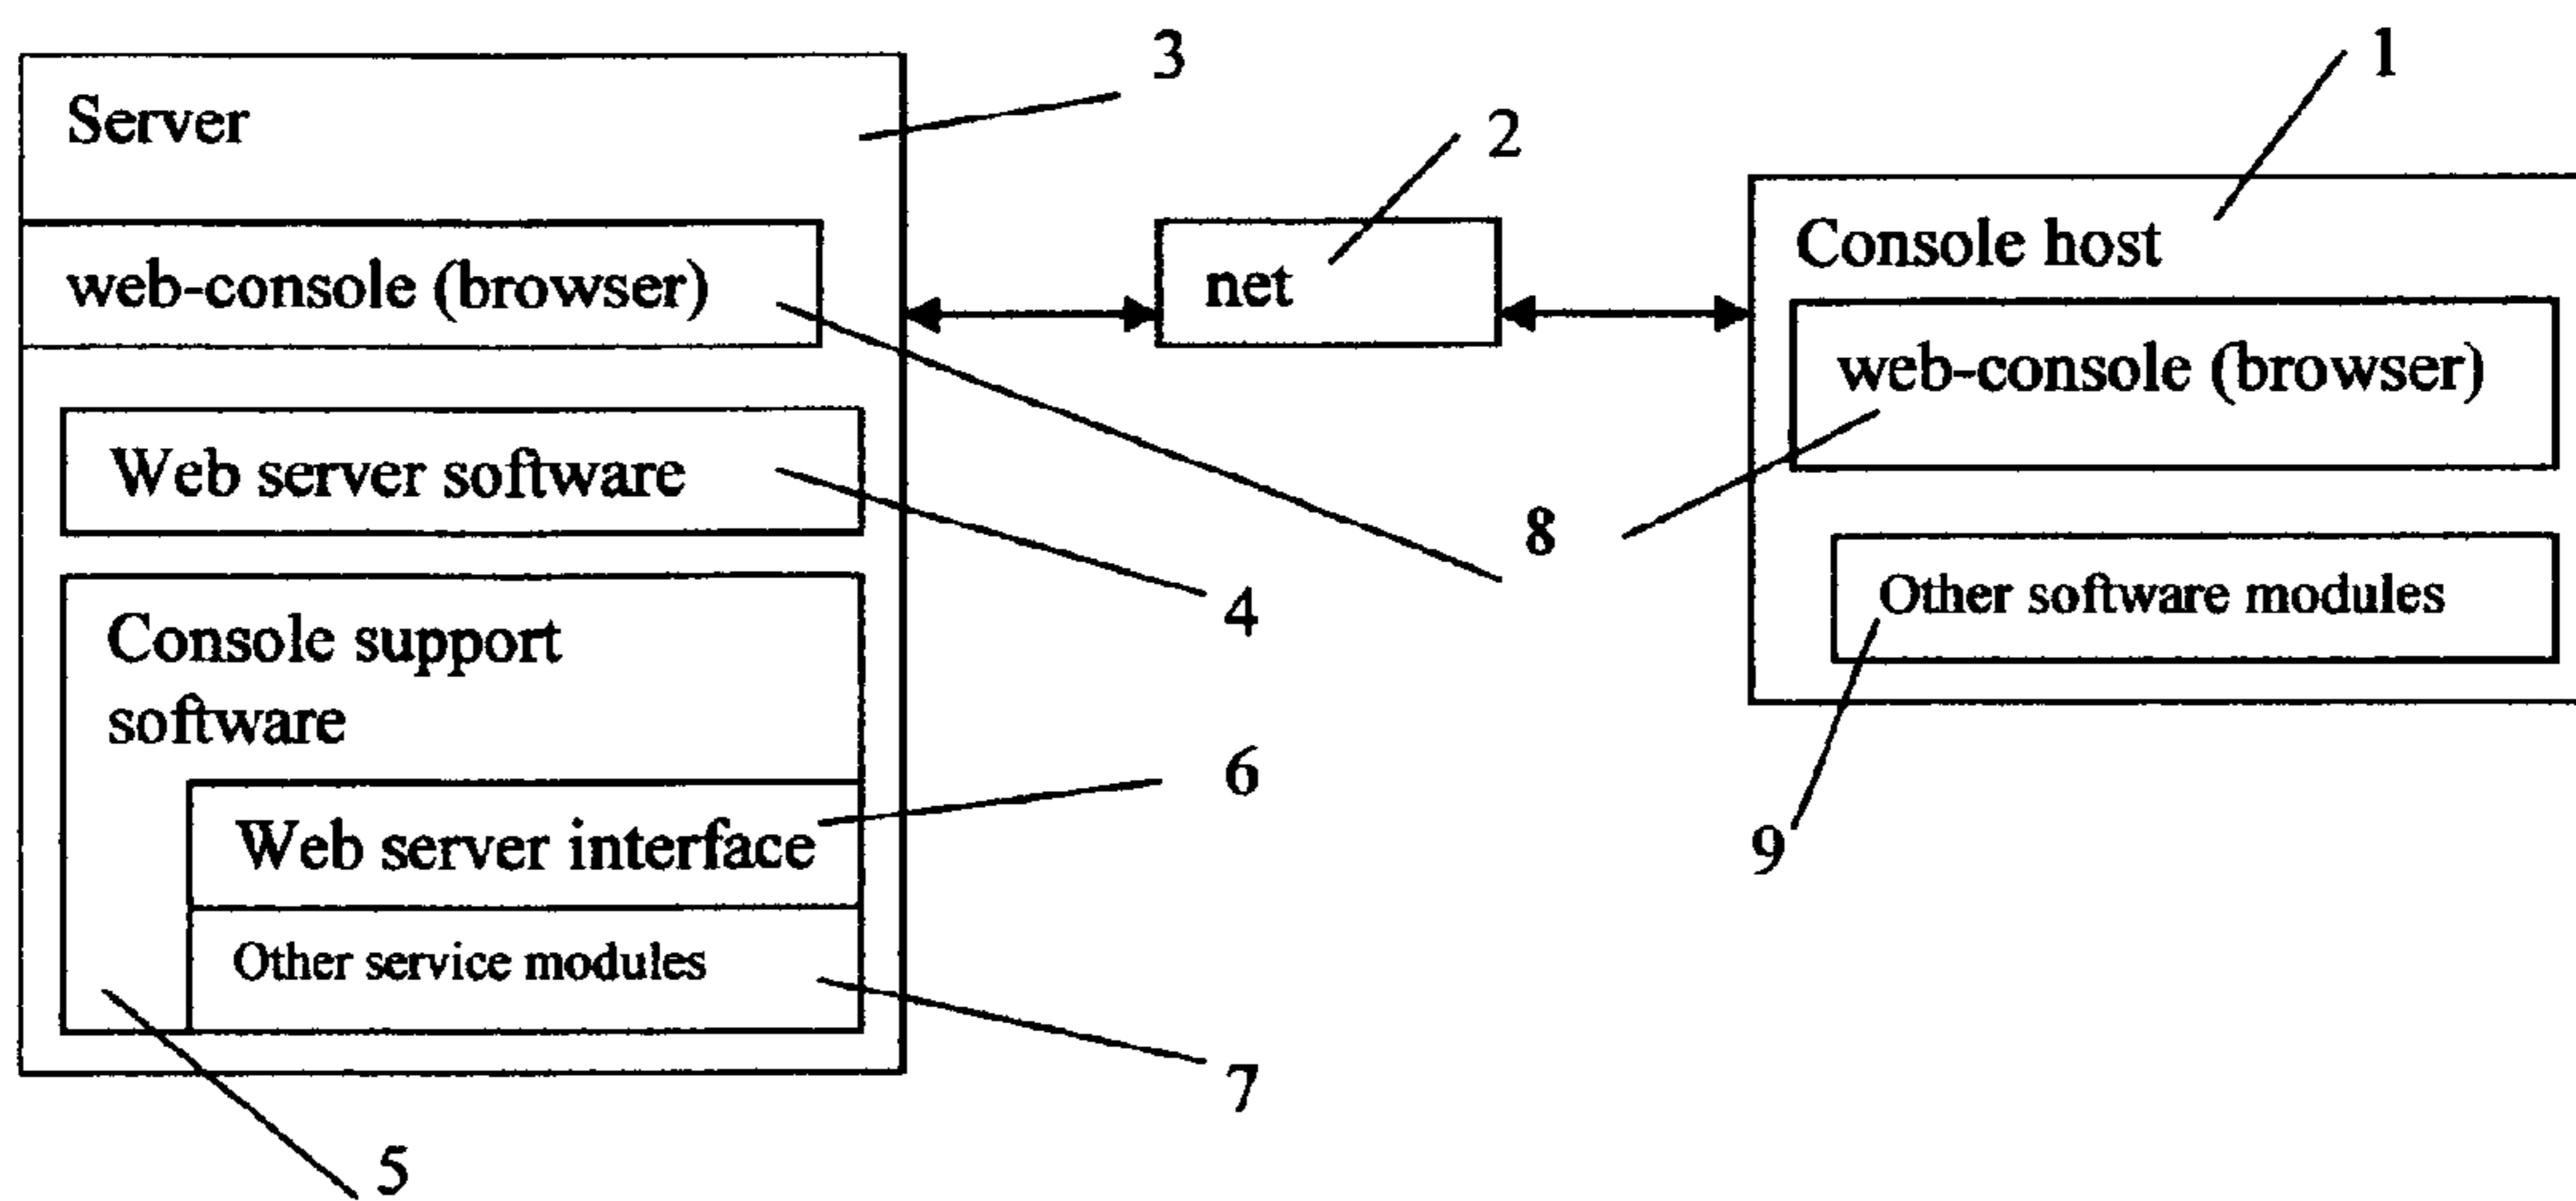 Server
web-console (browser)
Web server software
Console support
software
Web server interface
Other service modules
3
2
net
1
Console host
web-console (browser)
Other software modules
8
4
6
9
7
5